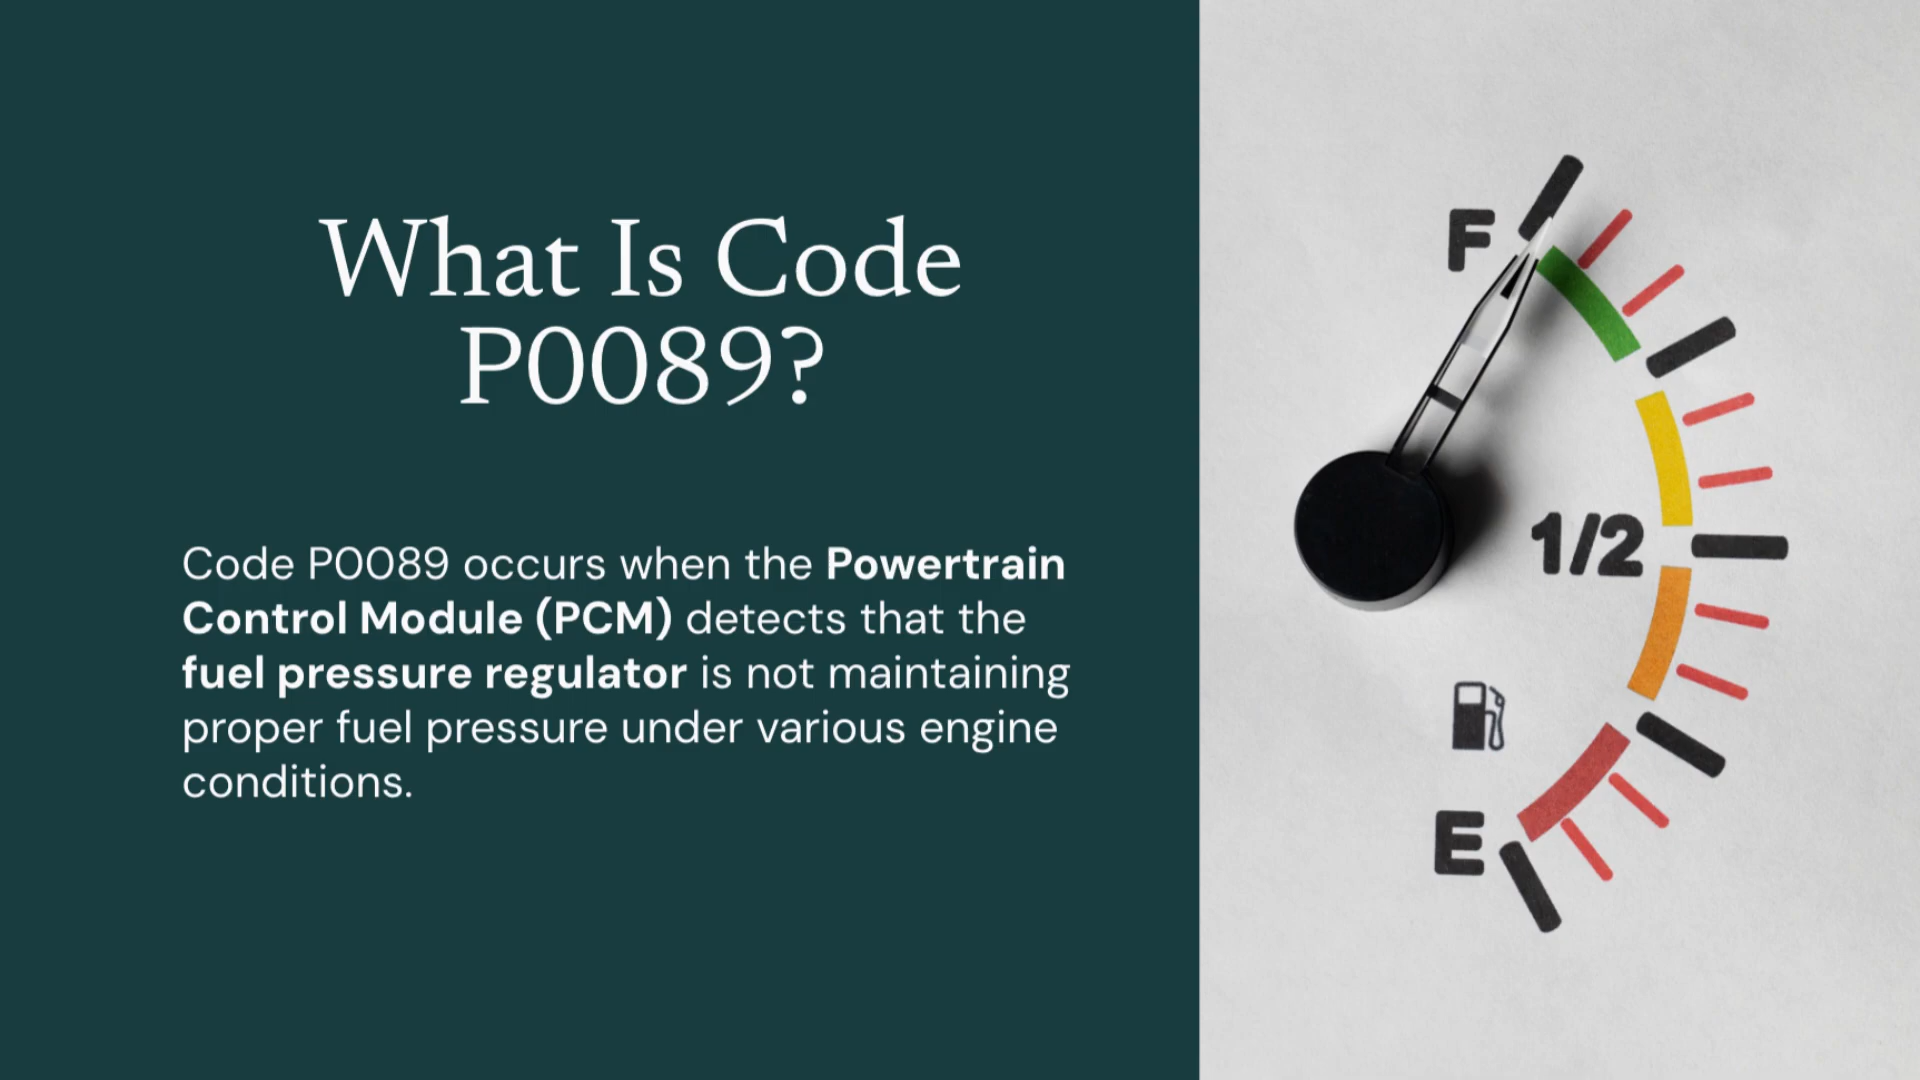 What Is Code
P0089?
Code P0089 occurs when the Powertrain
Control Module (PCM) detects that the
fuel pressure regulator is not maintaining
proper fuel pressure under various engine
conditions.
F
1/2
E